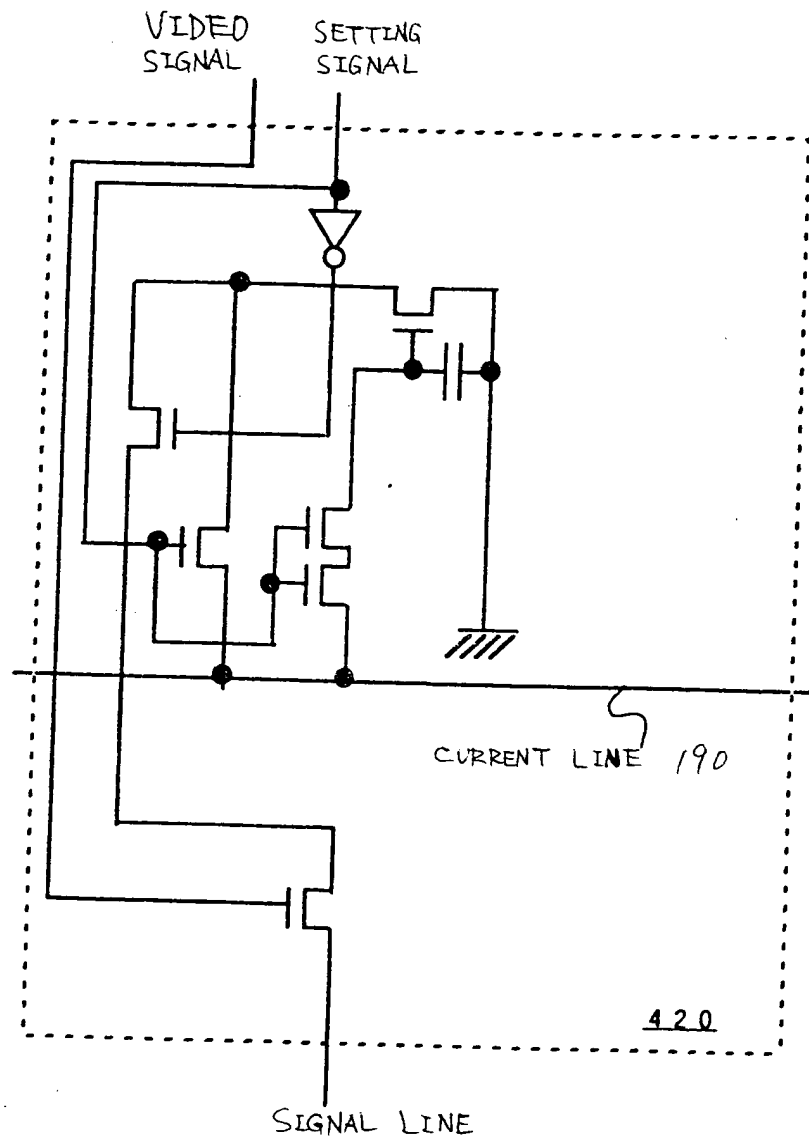 VIDEO
SIGNAL
SETTING
SIGNAL
CURRENT LINE 190
420
SIGNAL LINE